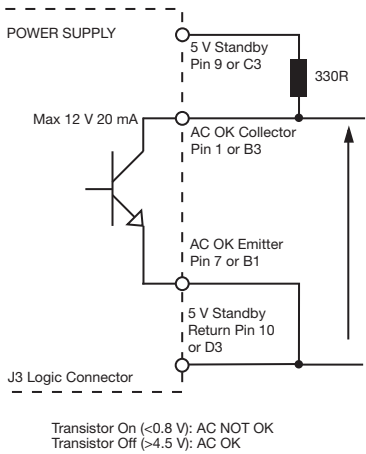 POWER SUPPLY
5 V Standby
Pin 9 or C3
330R
Max 12 V 20 mA
AC OK Collector
Pin 1 or B3
AC OK Emitter
Pin 7 or B1
5 V Standby
Return Pin 10
or D3
J3 Logic Connector
Transistor On (<0.8 V): AC NOT OK
Transistor Off (>4.5 V): AC OK